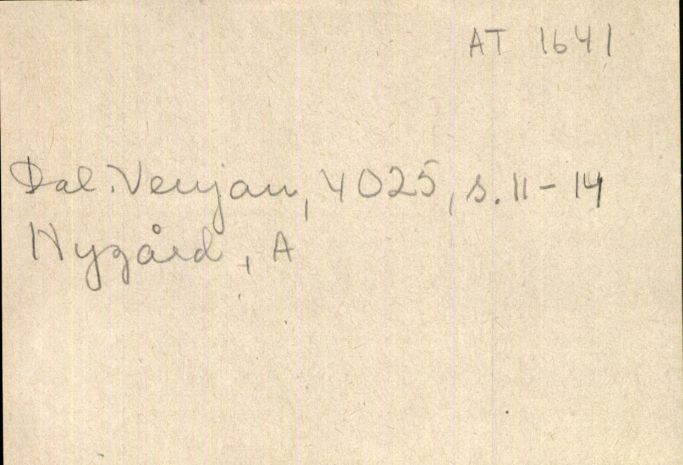 AT 1641
Dal. Venjan, 4025, s. 11-14
Nygård, A